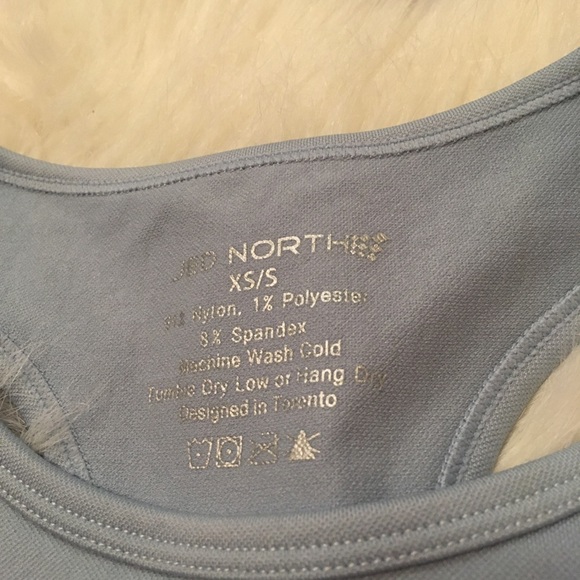 JED NORTH
XS/S
Nylon, 1% Polyester
8% Spandex
Machine Wash Cold
Tumble Dry Low or Hang Dry
Designed in Toronto